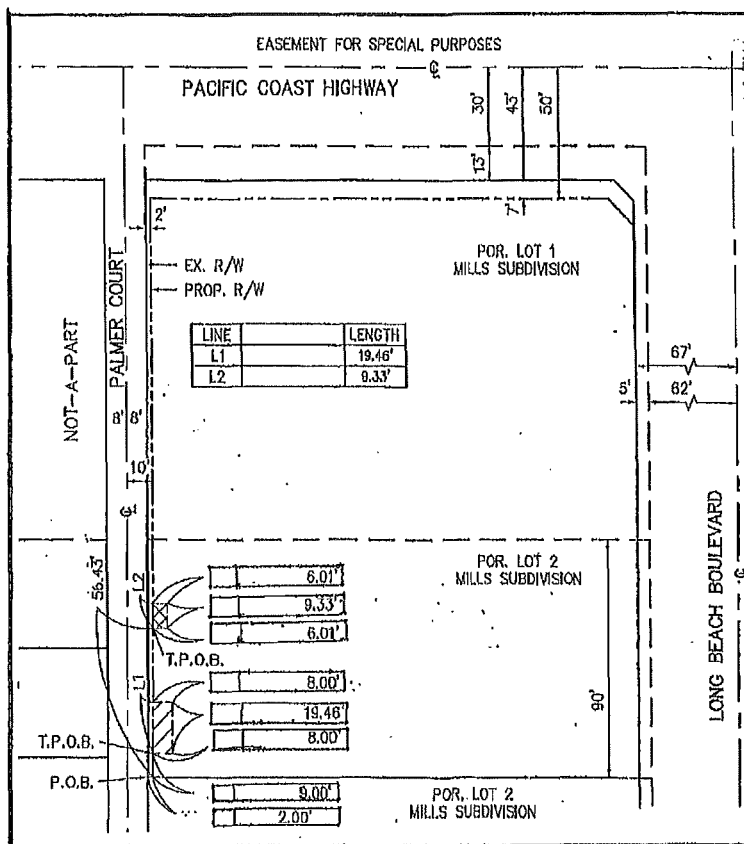 EASEMENT FOR SPECIAL PURPOSES
℄
PACIFIC COAST HIGHWAY
30'
43'
50'
13'
2'
7'
EX. R/W
PROP. R/W
POR. LOT 1
MILLS SUBDIVISION
NOT-A-PART
PALMER COURT
LINE LENGTH
L1 19.46'
L2 9.33'
67'
5'
62'
8' 8'
10'
℄
LONG BEACH BOULEVARD
℄
POR. LOT 2
MILLS SUBDIVISION
56.43'
L2
6.01'
9.33'
6.01'
T.P.O.B.
L1
8.00'
19.46'
8.00'
90'
T.P.O.B.
P.O.B.
9.00'
2.00'
POR. LOT 2
MILLS SUBDIVISION